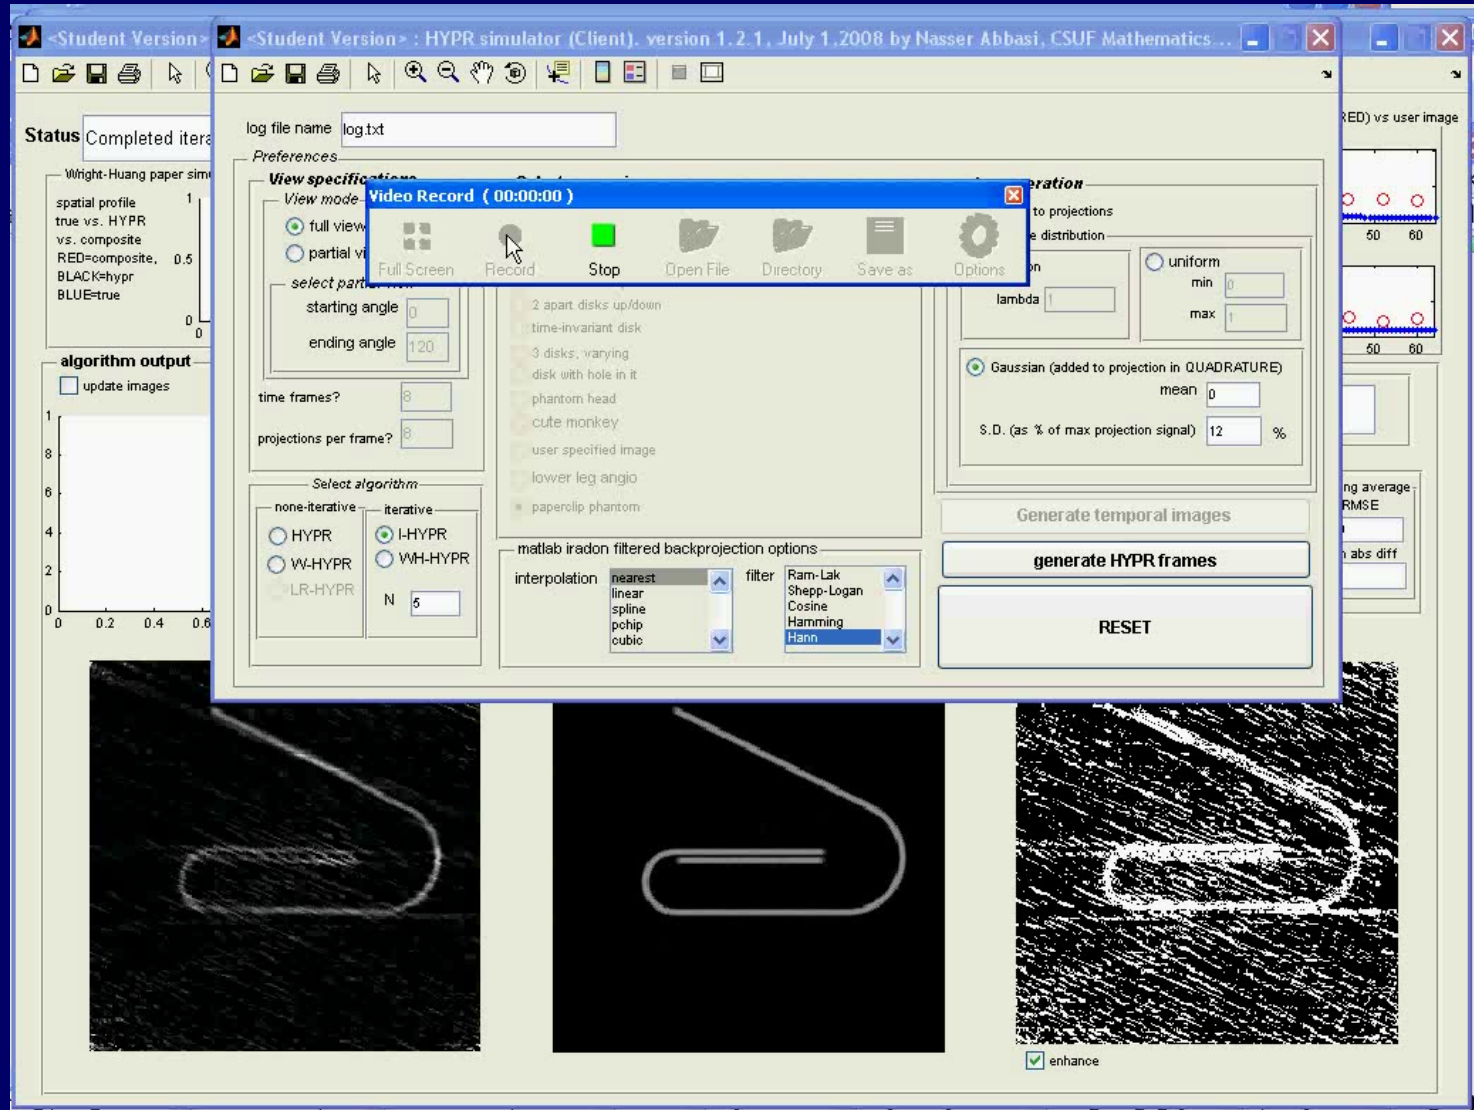 <Student Version>
<Student Version> : HYPR simulator (Client). version 1.2.1, July 1,2008 by Nasser Abbasi, CSUF Mathematics...
log file name log.txt
Preferences
View specifications
View mode
full view
partial vi
select part
starting angle 0
ending angle 120
time frames? 8
projections per frame? 8
Select algorithm
none-iterative
HYPR
W-HYPR
LR-HYPR
iterative
I-HYPR
WH-HYPR
N 5
Video Record ( 00:00:00 )
Full Screen
Record
Stop
Open File
Directory
Save as
Options
2 apart disks up/down
time-invariant disk
3 disks, varying
disk with hole in it
phantom head
cute monkey
user specified image
lower leg angio
paperclip phantom
matlab iradon filtered backprojection options
interpolation
nearest
linear
spline
pchip
cubic
filter
Ram-Lak
Shepp-Logan
Cosine
Hamming
Hann
eration
to projections
e distribution
on
lambda 1
uniform
min 0
max 1
Gaussian (added to projection in QUADRATURE)
mean 0
S.D. (as % of max projection signal) 12 %
Generate temporal images
generate HYPR frames
RESET
Status Completed itera
Wright-Huang paper sim
spatial profile
true vs. HYPR
vs. composite
RED=composite,
BLACK=hypr
BLUE=true
1
0.5
0
0
algorithm output
update images
1
8
6
4
2
0
0 0.2 0.4 0.6
RED) vs user image
50 60
50 60
ng average
RMSE
abs diff
enhance